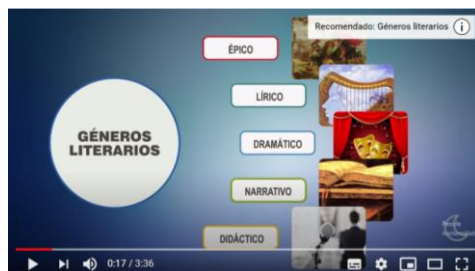 Recomendado: Géneros literarios
ÉPICO
LÍRICO
GÉNEROS
LITERARIOS
DRAMÁTICO
NARRATIVO
DIDÁCTICO
0:17 / 3:36